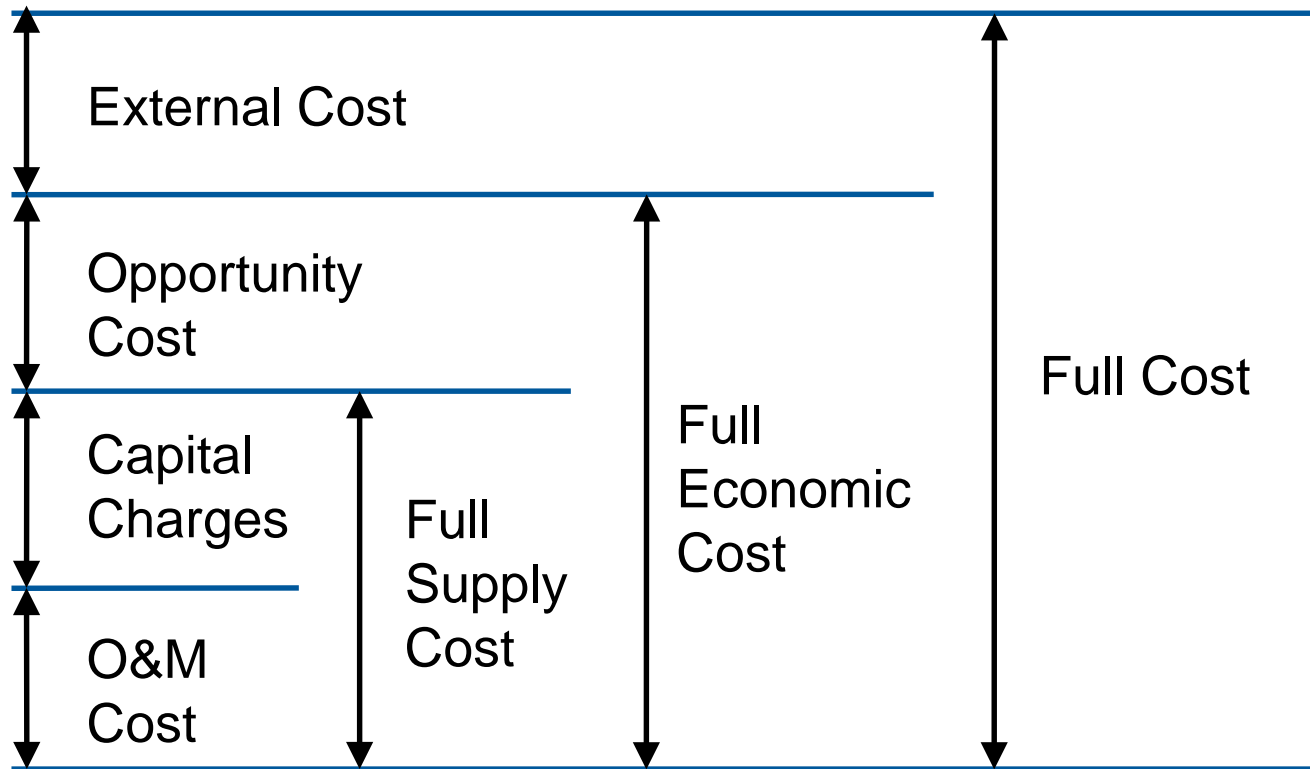 External Cost
Opportunity
Cost
Capital
Charges
O&M
Cost
Full
Supply
Cost
Full
Economic
Cost
Full Cost